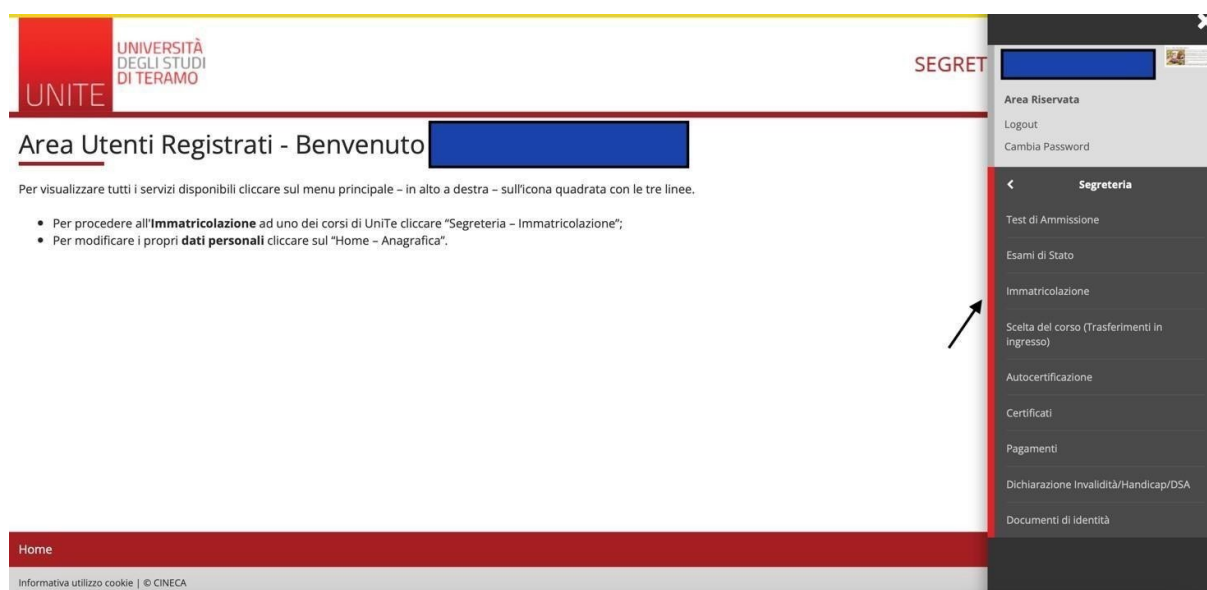 UNITE
UNIVERSITÀ
DEGLI STUDI
DI TERAMO
SEGRET
Area Utenti Registrati - Benvenuto
Per visualizzare tutti i servizi disponibili cliccare sul menu principale – in alto a destra – sull'icona quadrata con le tre linee.
• Per procedere all'Immatricolazione ad uno dei corsi di UniTe cliccare “Segreteria – Immatricolazione”;
• Per modificare i propri dati personali cliccare sul “Home – Anagrafica”.
Area Riservata
Logout
Cambia Password
Segreteria
Test di Ammissione
Esami di Stato
Immatricolazione
Scelta del corso (Trasferimenti in
ingresso)
Autocertificazione
Certificati
Pagamenti
Dichiarazione Invalidità/Handicap/DSA
Documenti di identità
Home
Informativa utilizzo cookie | © CINECA